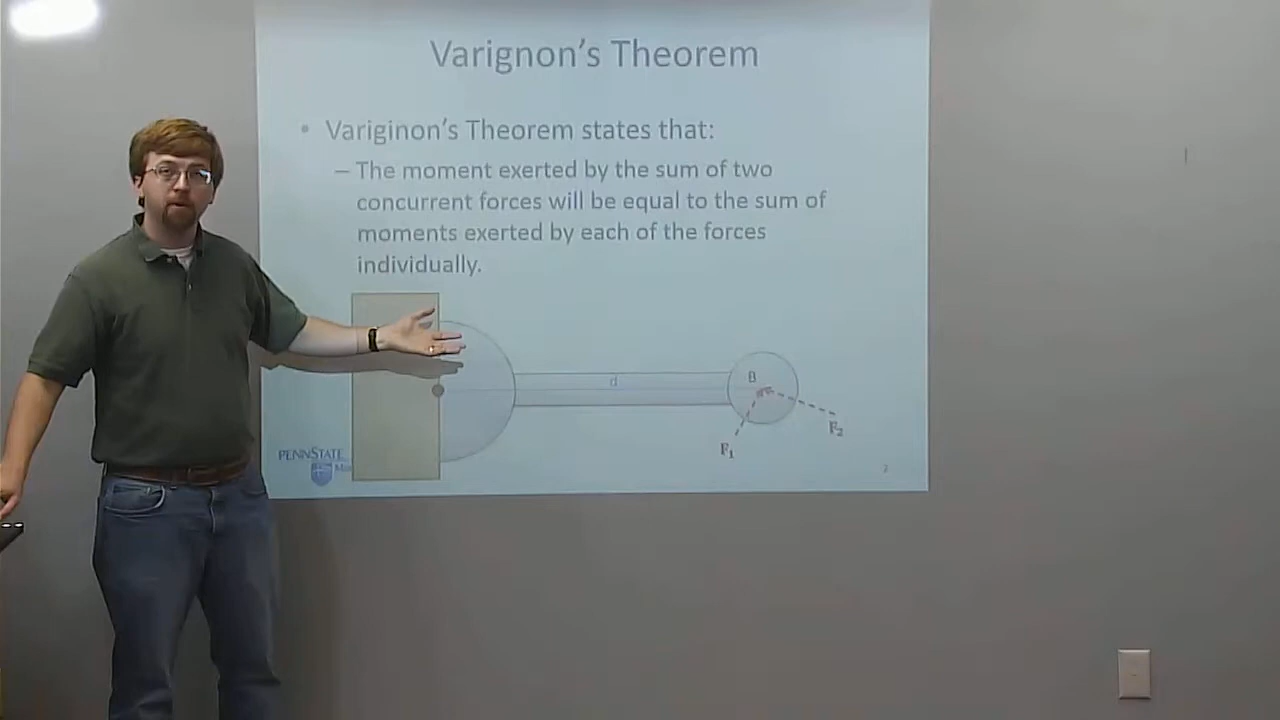 Varignon's Theorem
• Variginon's Theorem states that:
– The moment exerted by the sum of two
concurrent forces will be equal to the sum of
moments exerted by each of the forces
individually.
d
B
F₂
F₁
PENNSTATE